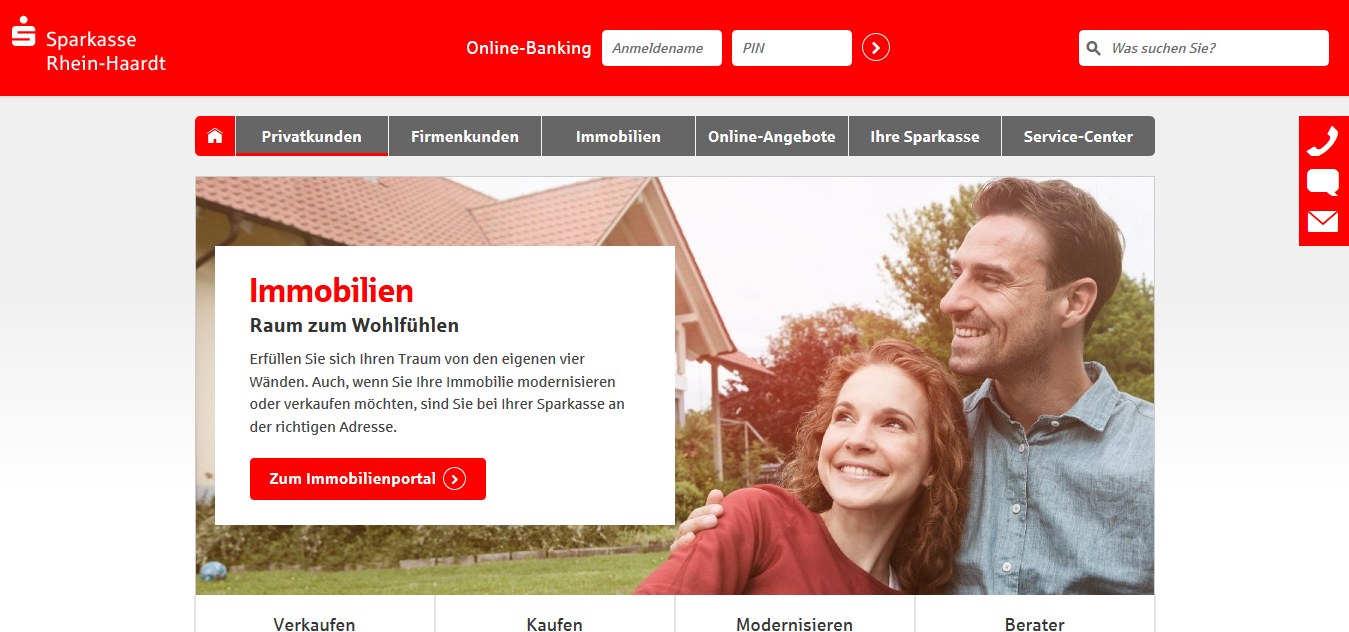 Sparkasse
Rhein-Haardt
Online-Banking
Anmeldename
PIN
Was suchen Sie?
Privatkunden
Firmenkunden
Immobilien
Online-Angebote
Ihre Sparkasse
Service-Center
Immobilien
Raum zum Wohlfühlen
Erfüllen Sie sich Ihren Traum von den eigenen vier
Wänden. Auch, wenn Sie Ihre Immobilie modernisieren
oder verkaufen möchten, sind Sie bei Ihrer Sparkasse an
der richtigen Adresse.
Zum Immobilienportal
Verkaufen
Kaufen
Modernisieren
Berater